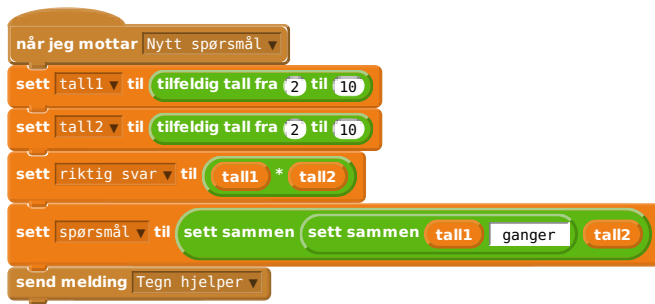 når jeg mottar Nytt spørsmål ▼
sett tall1 ▼ til tilfeldig tall fra 2 til 10
sett tall2 ▼ til tilfeldig tall fra 2 til 10
sett riktig svar ▼ til tall1 * tall2
sett spørsmål ▼ til sett sammen sett sammen tall1 ganger tall2
send melding Tegn hjelper ▼